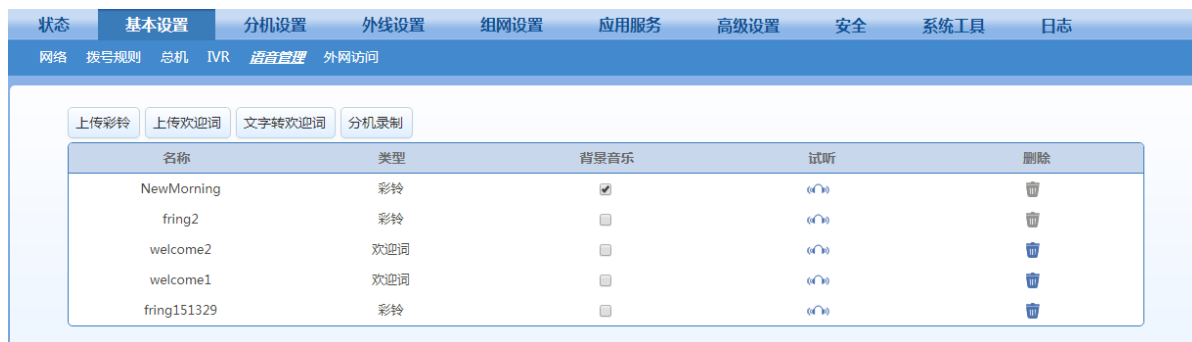 状态 基本设置 分机设置 外线设置 组网设置 应用服务 高级设置 安全 系统工具 日志
网络 拨号规则 总机 IVR 语音管理 外网访问
上传彩铃 上传欢迎词 文字转欢迎词 分机录制
名称 类型 背景音乐 试听 删除
NewMorning 彩铃
fring2 彩铃
welcome2 欢迎词
welcome1 欢迎词
fring151329 彩铃